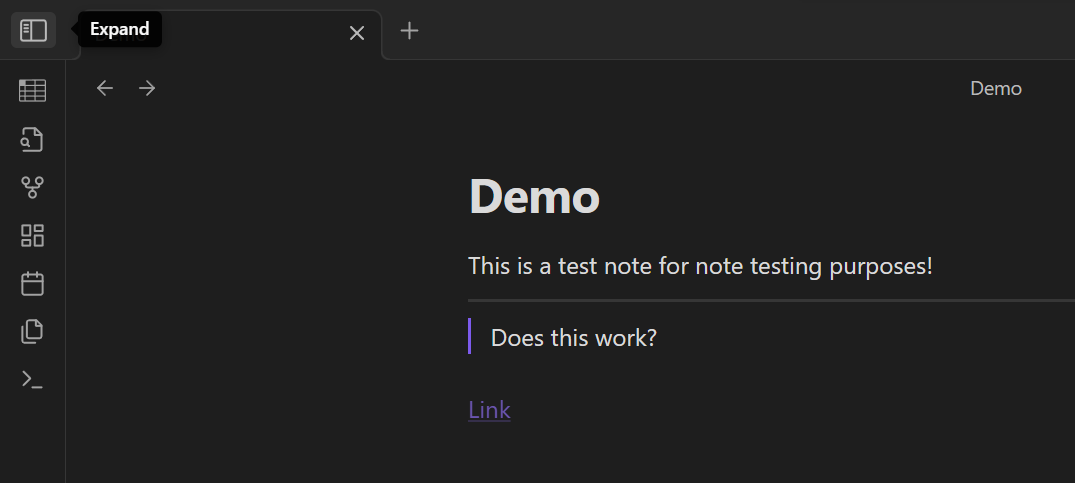 Expand
Demo
Demo
This is a test note for note testing purposes!
Does this work?
Link